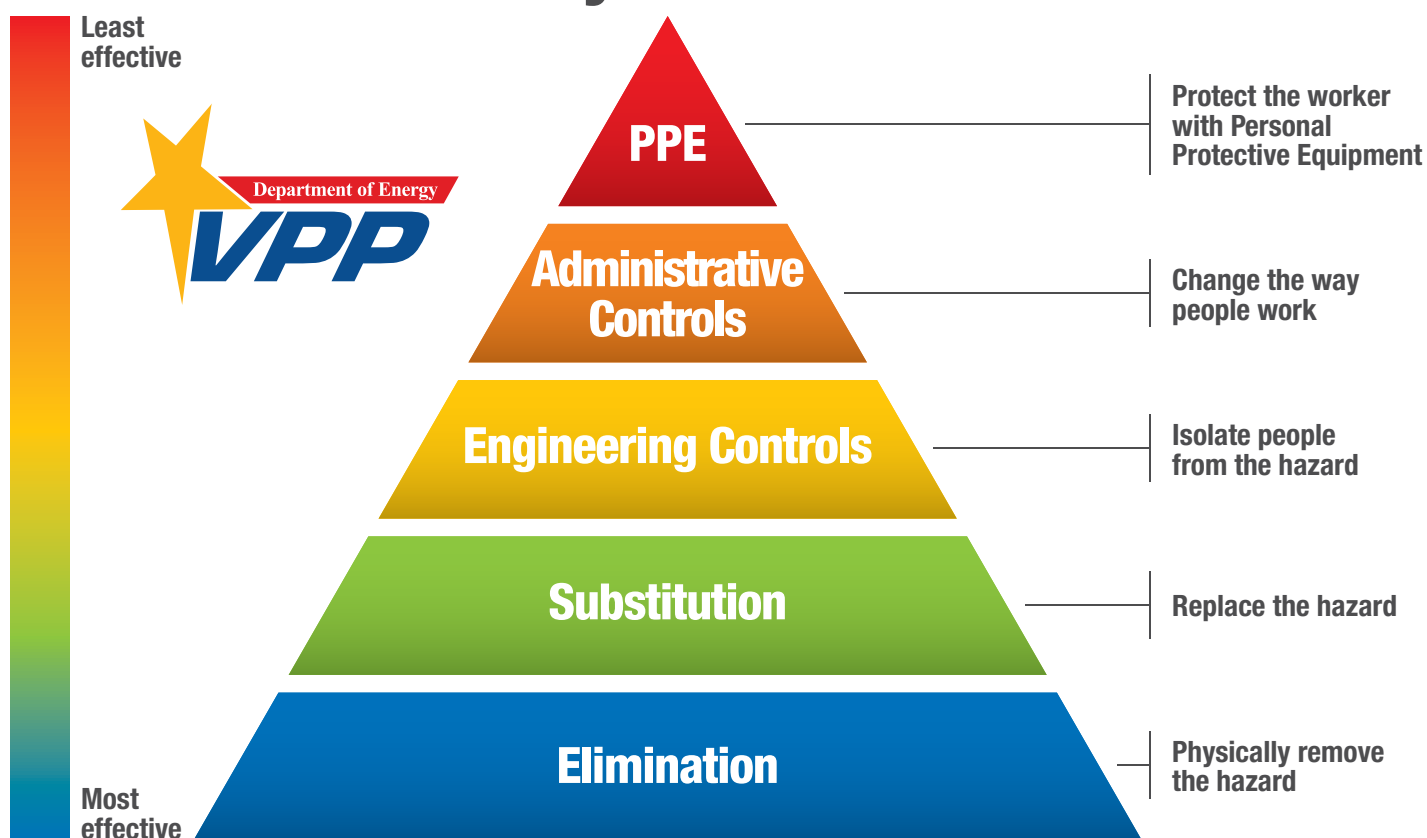 Least
effective
Department of Energy
VPP
PPE
Protect the worker
with Personal
Protective Equipment
Administrative
Controls
Change the way
people work
Engineering Controls
Isolate people
from the hazard
Substitution
Replace the hazard
Elimination
Physically remove
the hazard
Most
effective